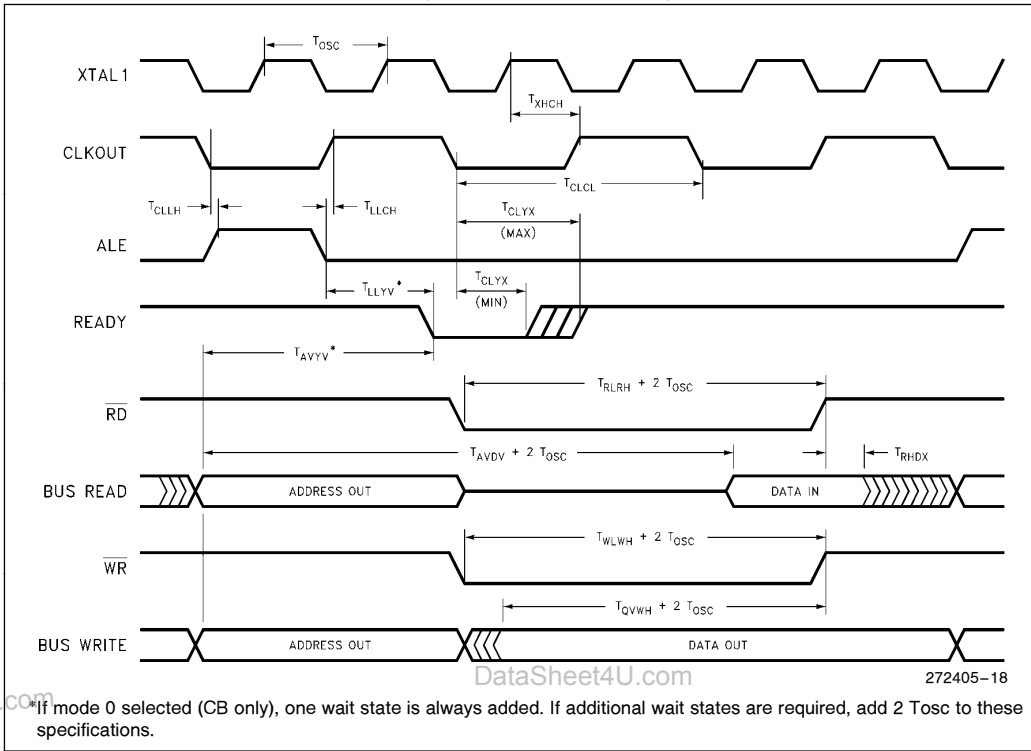 T_OSC
XTAL1
T_XHCH
CLKOUT
T_CLCL
T_CLLH
T_LLCH
T_CLYX
(MAX)
ALE
T_CLYX
(MIN)
T_LLYV*
READY
T_AVYV*
T_RLRH + 2 T_OSC
RD
T_AVDV + 2 T_OSC
T_RHDX
BUS READ
ADDRESS OUT
DATA IN
T_WLWH + 2 T_OSC
WR
T_QVWH + 2 T_OSC
BUS WRITE
ADDRESS OUT
DATA OUT
DataSheet4U.com
272405-18
.com
*If mode 0 selected (CB only), one wait state is always added. If additional wait states are required, add 2 Tosc to these
specifications.